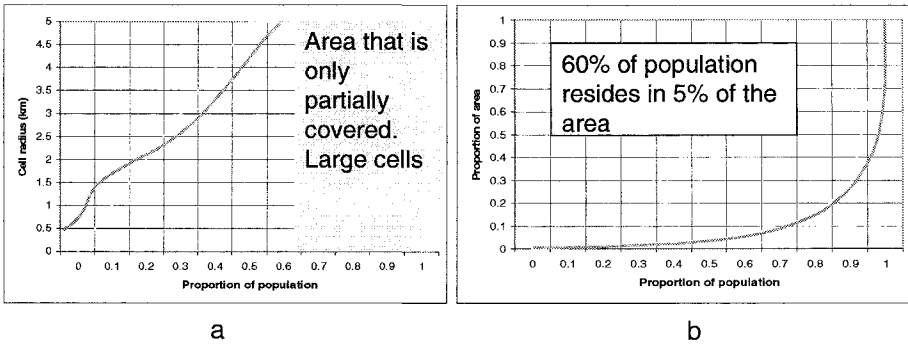 5
4.5
4
3.5
3
2.5
2
1.5
1
0.5
0
Cell radius (km)
0 0.1 0.2 0.3 0.4 0.5 0.6 0.7 0.8 0.9 1
Proportion of population
Area that is
only
partially
covered.
Large cells
a
1
0.9
0.8
0.7
0.6
0.5
0.4
0.3
0.2
0.1
0
Proportion of area
0 0.1 0.2 0.3 0.4 0.5 0.6 0.7 0.8 0.9 1
Proportion of population
60% of population
resides in 5% of the
area
b